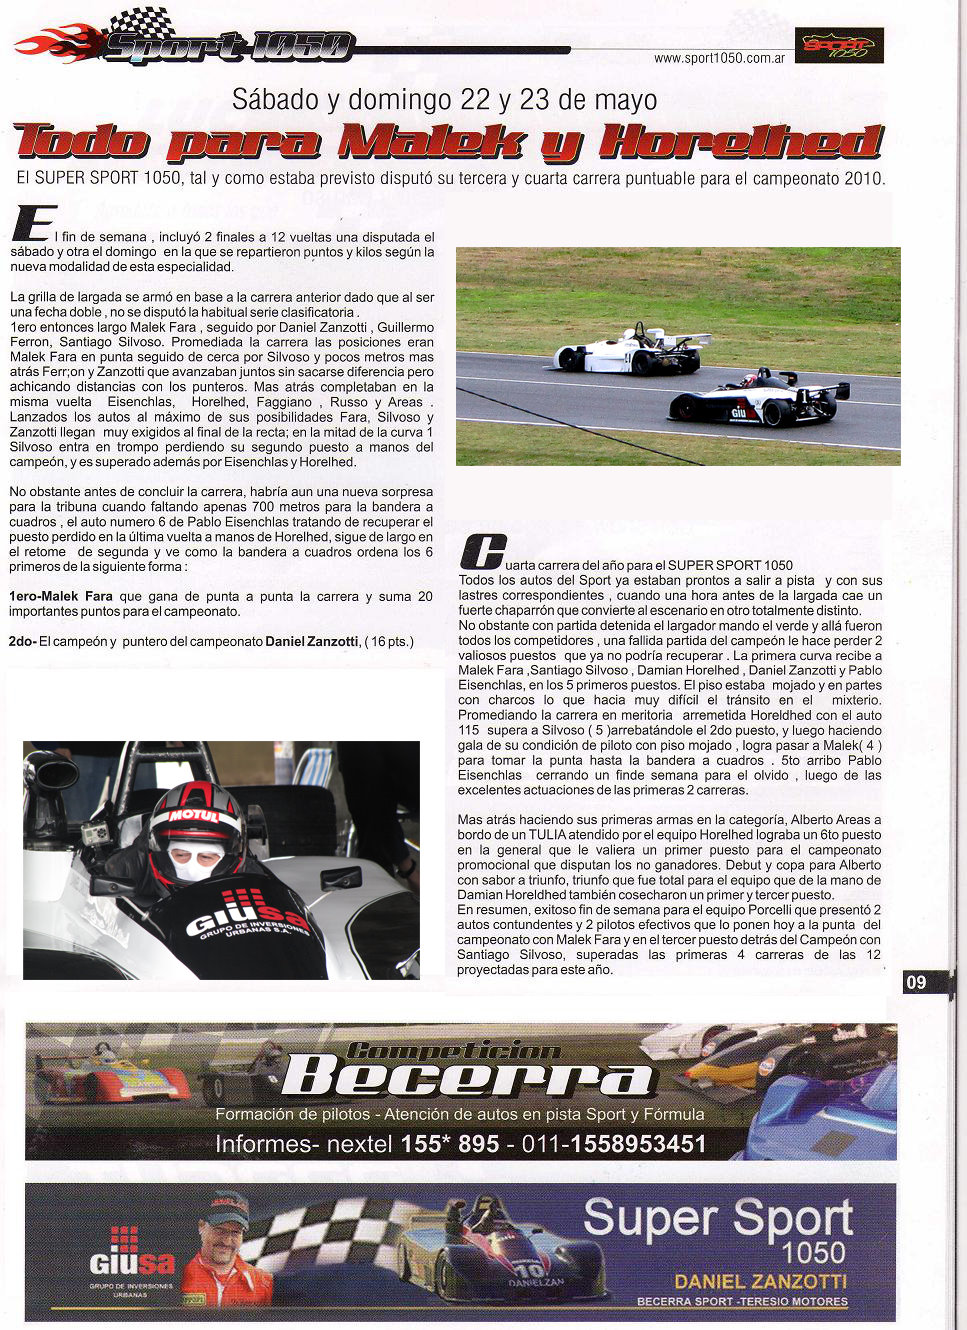 Sport 1050
www.sport1050.com.ar
SPORT
1050
Sábado y domingo 22 y 23 de mayo
Todo para Malek y Horelhed
El SUPER SPORT 1050, tal y como estaba previsto disputó su tercera y cuarta carrera puntuable para el campeonato 2010.
El fin de semana , incluyó 2 finales a 12 vueltas una disputada el
sábado y otra el domingo en la que se repartieron puntos y kilos según la
nueva modalidad de esta especialidad.
La grilla de largada se armó en base a la carrera anterior dado que al ser
una fecha doble , no se disputó la habitual serie clasificatoria .
1ero entonces largo Malek Fara , seguido por Daniel Zanzotti , Guillermo
Ferron, Santiago Silvoso. Promediada la carrera las posiciones eran
Malek Fara en punta seguido de cerca por Silvoso y pocos metros mas
atrás Ferr;on y Zanzotti que avanzaban juntos sin sacarse diferencia pero
achicando distancias con los punteros. Mas atrás completaban en la
misma vuelta Eisenchlas, Horelhed, Faggiano , Russo y Areas .
Lanzados los autos al máximo de sus posibilidades Fara, Silvoso y
Zanzotti llegan muy exigidos al final de la recta; en la mitad de la curva 1
Silvoso entra en trompo perdiendo su segundo puesto a manos del
campeón, y es superado además por Eisenchlas y Horelhed.
No obstante antes de concluir la carrera, habría aun una nueva sorpresa
para la tribuna cuando faltando apenas 700 metros para la bandera a
cuadros , el auto numero 6 de Pablo Eisenchlas tratando de recuperar el
puesto perdido en la última vuelta a manos de Horelhed, sigue de largo en
el retome de segunda y ve como la bandera a cuadros ordena los 6
primeros de la siguiente forma :
1ero-Malek Fara que gana de punta a punta la carrera y suma 20
importantes puntos para el campeonato.
2do- El campeón y puntero del campeonato Daniel Zanzotti, ( 16 pts.)
MOTUL
GIUSA
GRUPO DE INVERSIONES
URBANAS S.A.
GIU
Cuarta carrera del año para el SUPER SPORT 1050
Todos los autos del Sport ya estaban prontos a salir a pista y con sus
lastres correspondientes , cuando una hora antes de la largada cae un
fuerte chaparrón que convierte al escenario en otro totalmente distinto.
No obstante con partida detenida el largador mando el verde y allá fueron
todos los competidores , una fallida partida del campeón le hace perder 2
valiosos puestos que ya no podría recuperar . La primera curva recibe a
Malek Fara ,Santiago Silvoso , Damian Horelhed , Daniel Zanzotti y Pablo
Eisenchlas, en los 5 primeros puestos. El piso estaba mojado y en partes
con charcos lo que hacia muy difícil el tránsito en el mixterio.
Promediando la carrera en meritoria arremetida Horeldhed con el auto
115 supera a Silvoso ( 5 )arrebatándole el 2do puesto, y luego haciendo
gala de su condición de piloto con piso mojado , logra pasar a Malek( 4 )
para tomar la punta hasta la bandera a cuadros . 5to arribo Pablo
Eisenchlas cerrando un finde semana para el olvido , luego de las
excelentes actuaciones de las primeras 2 carreras.
Mas atrás haciendo sus primeras armas en la categoría, Alberto Areas a
bordo de un TULIA atendido por el equipo Horelhed lograba un 6to puesto
en la general que le valiera un primer puesto para el campeonato
promocional que disputan los no ganadores. Debut y copa para Alberto
con sabor a triunfo, triunfo que fue total para el equipo que de la mano de
Damian Horeldhed también cosecharon un primer y tercer puesto.
En resumen, exitoso fin de semana para el equipo Porcelli que presentó 2
autos contundentes y 2 pilotos efectivos que lo ponen hoy a la punta del
campeonato con Malek Fara y en el tercer puesto detrás del Campeón con
Santiago Silvoso, superadas las primeras 4 carreras de las 12
proyectadas para este año.
09
Competicion
Becerra
Formación de pilotos - Atención de autos en pista Sport y Fórmula
Informes- nextel 155* 895 - 011-1558953451
GIUSA
GRUPO DE INVERSIONES
URBANAS
10
DANIELZAN
Super Sport
1050
DANIEL ZANZOTTI
BECERRA SPORT -TERESIO MOTORES